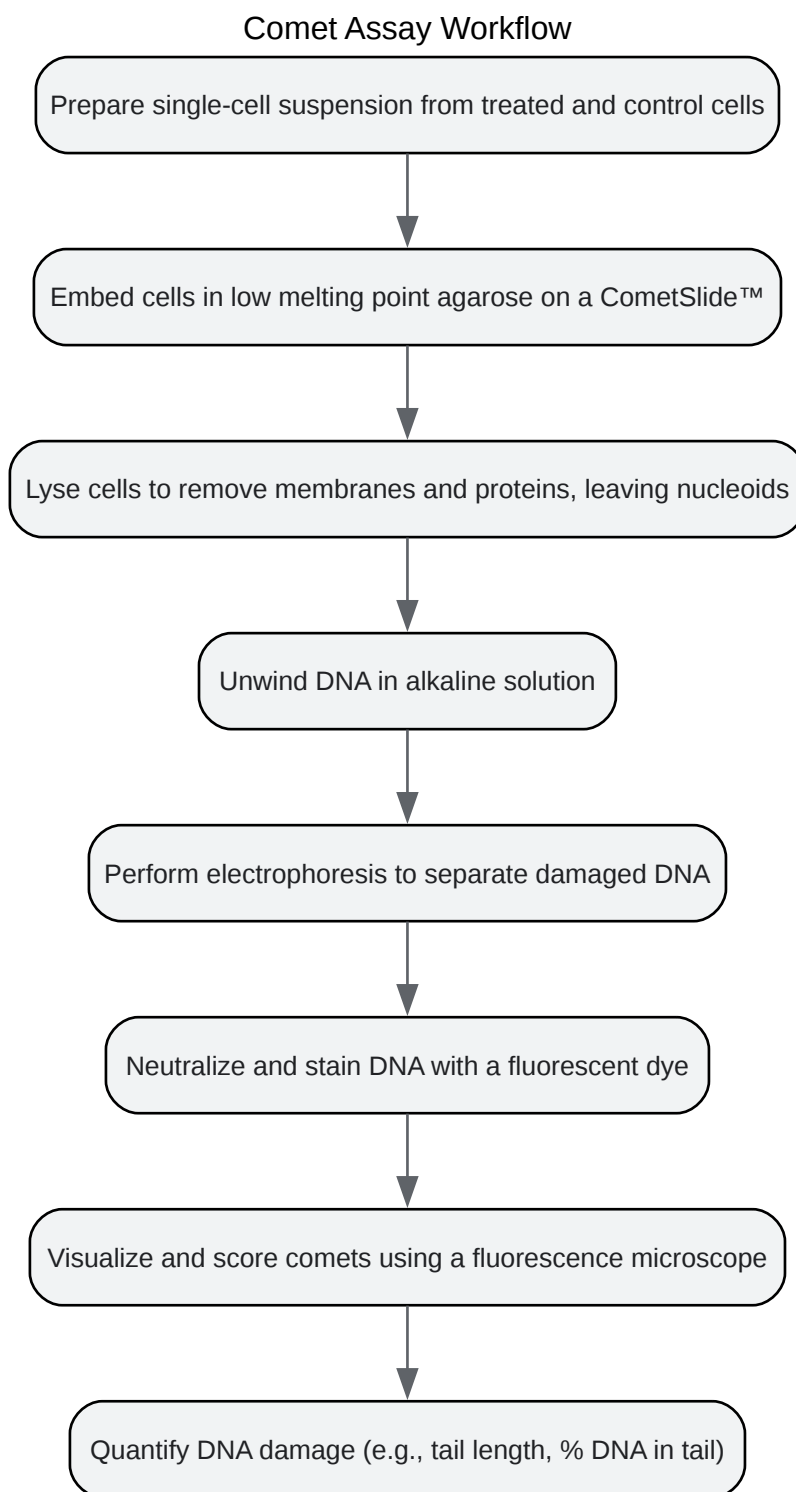 Comet Assay Workflow
Prepare single-cell suspension from treated and control cells
Embed cells in low melting point agarose on a CometSlide™
Lyse cells to remove membranes and proteins, leaving nucleoids
Unwind DNA in alkaline solution
Perform electrophoresis to separate damaged DNA
Neutralize and stain DNA with a fluorescent dye
Visualize and score comets using a fluorescence microscope
Quantify DNA damage (e.g., tail length, % DNA in tail)